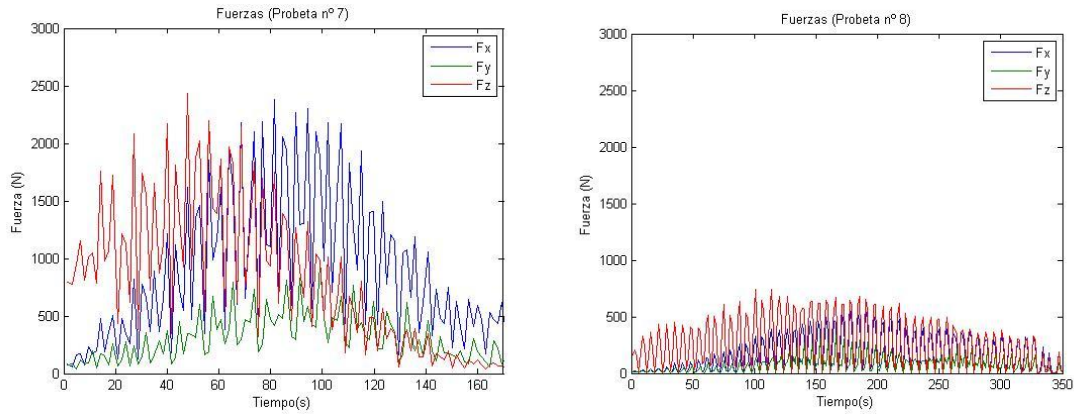 Fuerzas (Probeta nº 7)
3000
2500
2000
1500
1000
500
0
Fuerza (N)
0 20 40 60 80 100 120 140 160
Tiempo(s)
Fx
Fy
Fz
Fuerzas (Probeta nº 8)
3000
2500
2000
1500
1000
500
0
Fuerza (N)
0 50 100 150 200 250 300 350
Tiempo(s)
Fx
Fy
Fz